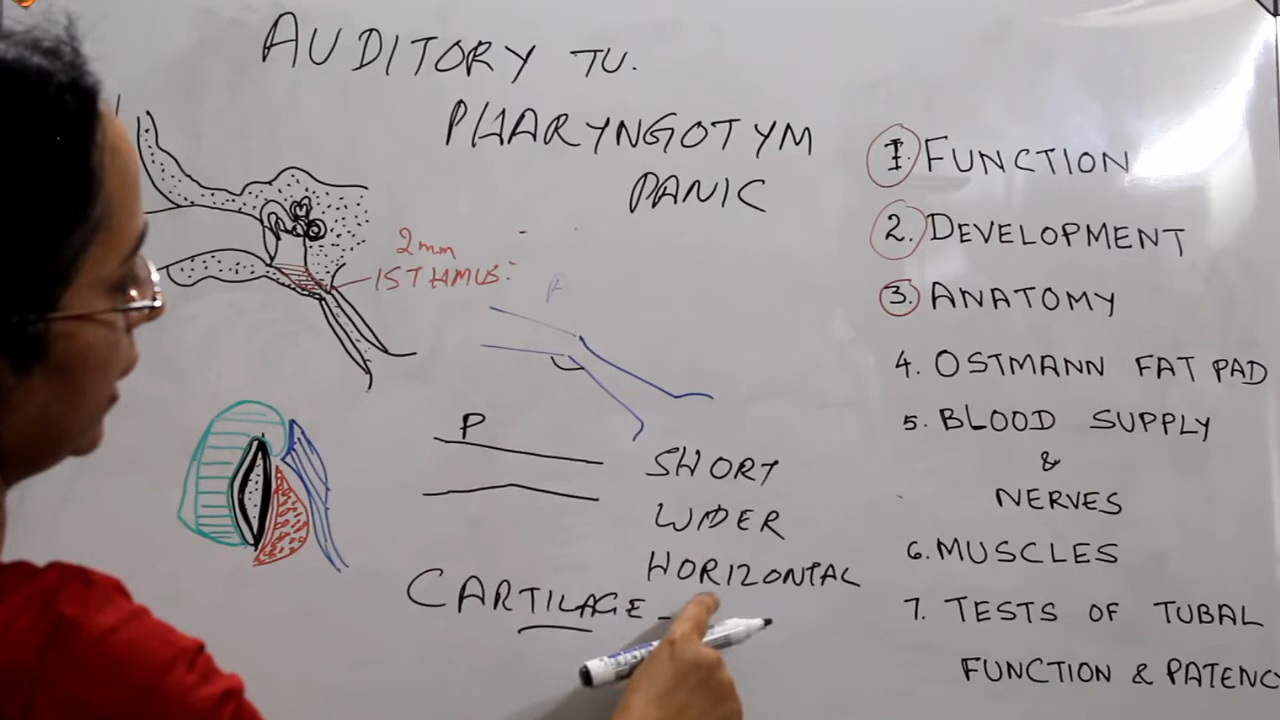 AUDITORY TU.
PHARYNGOTYM
PANIC
2mm
ISTHMUS:
P
SHORT
WIDER
HORIZONTAL
CARTILAGE -
1. FUNCTION
2. DEVELOPMENT
3. ANATOMY
4. OSTMANN FAT PAD
5. BLOOD SUPPLY
&
NERVES
6. MUSCLES
7. TESTS OF TUBAL
FUNCTION & PATENC